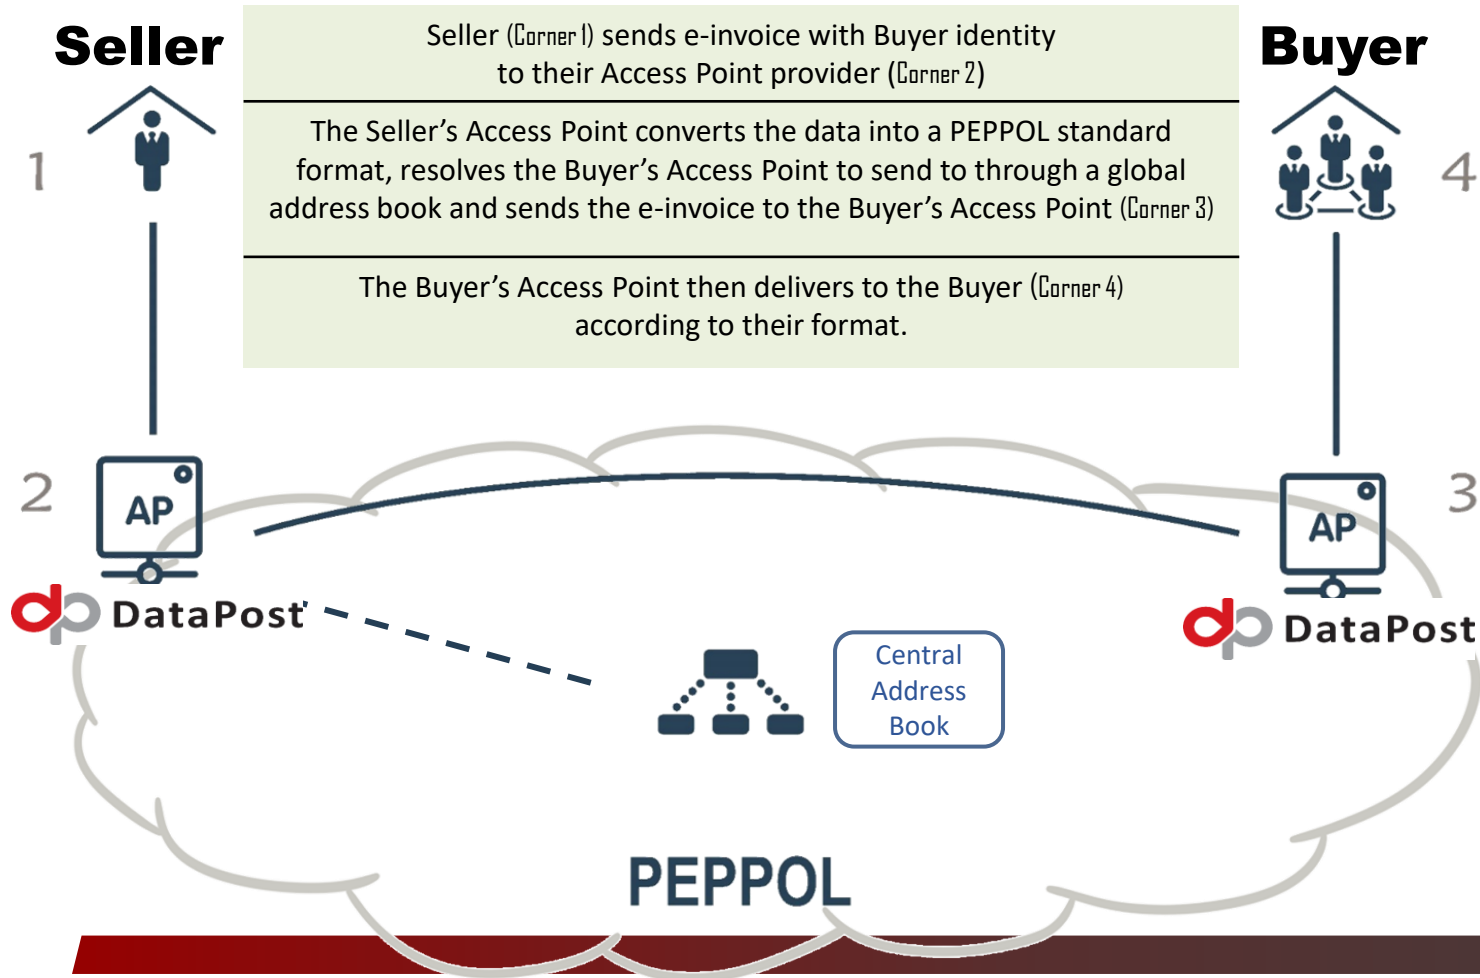 Seller
Buyer
Seller (Corner 1) sends e-invoice with Buyer identity
to their Access Point provider (Corner 2)
The Seller’s Access Point converts the data into a PEPPOL standard
format, resolves the Buyer’s Access Point to send to through a global
address book and sends the e-invoice to the Buyer’s Access Point (Corner 3)
The Buyer’s Access Point then delivers to the Buyer (Corner 4)
according to their format.
1
4
2
AP
AP
3
dp DataPost
dp DataPost
Central
Address
Book
PEPPOL